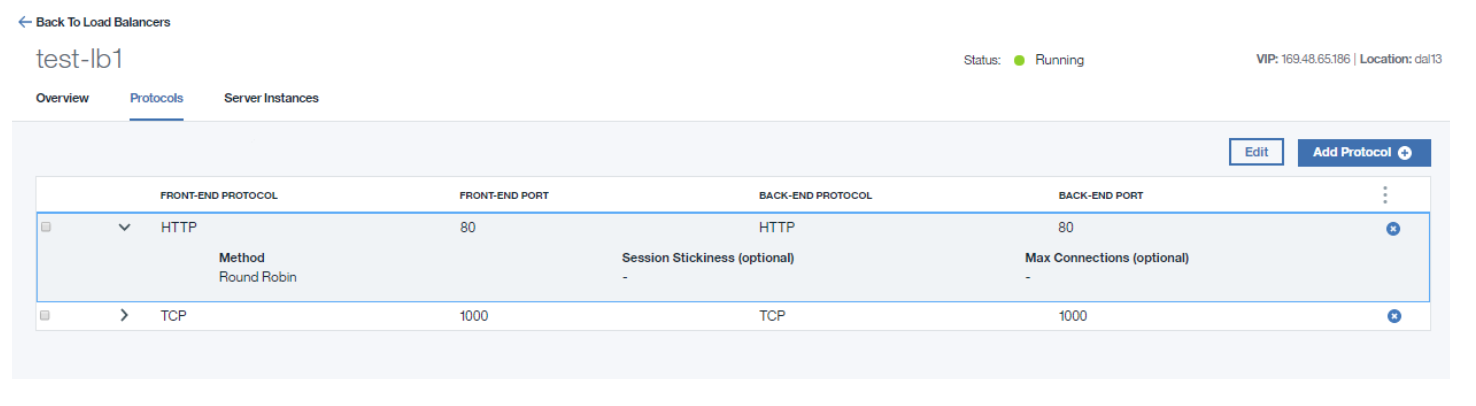 Back To Load Balancers
test-lb1
Status: Running
VIP: 169.48.65.186 | Location: dal13
Overview Protocols Server Instances
Edit Add Protocol
FRONT-END PROTOCOL FRONT-END PORT BACK-END PROTOCOL BACK-END PORT
HTTP 80 HTTP 80
Method Session Stickiness (optional) Max Connections (optional)
Round Robin - -
TCP 1000 TCP 1000